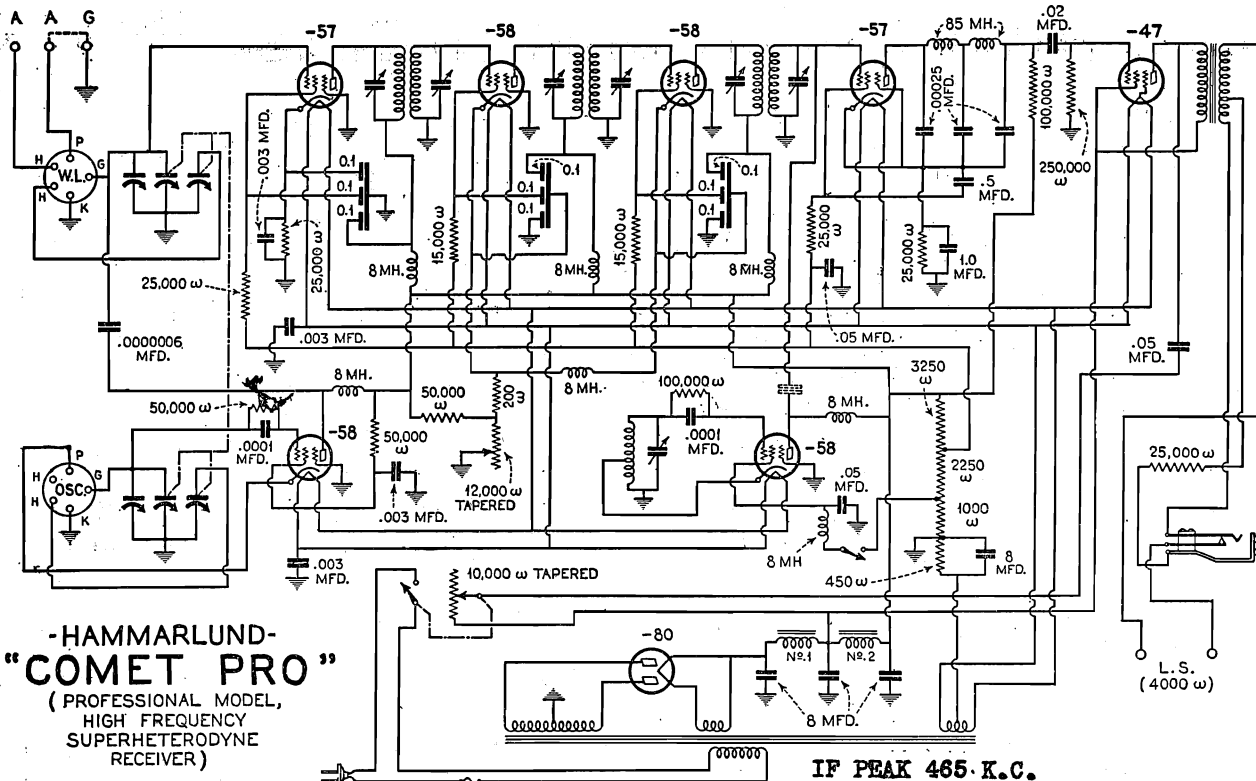 A A G
-57
-58
-58
-57
85 MH.
.02 MFD.
-47
P
H
W.L.
G
H
K
.003 MFD.
25,000 ω
0.1
0.1
0.1
8 MH.
15,000 ω
0.1
0.1
0.1
8 MH.
15,000 ω
0.1
0.1
0.1
8 MH.
25,000 ω
.00025 MFD.
.5 MFD.
25,000 ω
1.0 MFD.
100,000 ω
250,000 ω
25,000 ω
.0000006 MFD.
.003 MFD.
.05 MFD.
.05 MFD.
8 MH.
50,000 ω
.0001 MFD.
-58
50,000 ω
.003 MFD.
50,000 ω
200 ω
12,000 ω TAPERED
8 MH.
100,000 ω
.0001 MFD.
-58
8 MH.
.05 MFD.
8 MH
3250 ω
2250 ω
1000 ω
450 ω
8 MFD.
25,000 ω
P
H
OSC.
G
H
K
.003 MFD.
10,000 ω TAPERED
-80
Nº.1
Nº.2
8 MFD.
L.S.
(4000 ω)
-HAMMARLUND-
"COMET PRO"
(PROFESSIONAL MODEL,
HIGH FREQUENCY
SUPERHETERODYNE
RECEIVER)
IF PEAK 465 K.C.